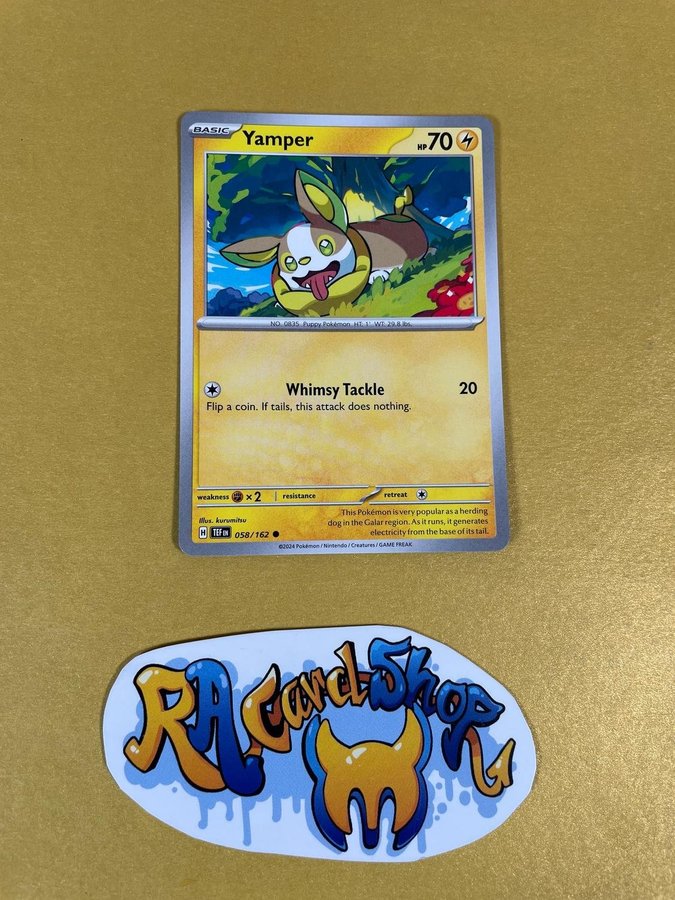 BASIC Yamper HP 70
NO. 0835 Puppy Pokémon HT: 1' WT: 29.8 lbs.
Whimsy Tackle 20
Flip a coin. If tails, this attack does nothing.
weakness ×2 resistance retreat
This Pokémon is very popular as a herding
dog in the Galar region. As it runs, it generates
electricity from the base of its tail.
Illus. kurumitsu
H TEF EN 058/162
©2024 Pokémon / Nintendo / Creatures / GAME FREAK
RA Card Shop